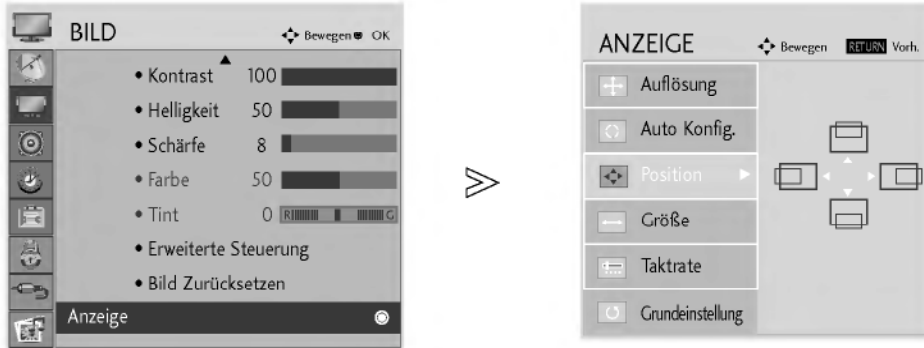 BILD
Bewegen OK
• Kontrast 100
• Helligkeit 50
• Schärfe 8
• Farbe 50
• Tint 0 R G
• Erweiterte Steuerung
• Bild Zurücksetzen
Anzeige
ANZEIGE
Bewegen RETURN Vorh.
Auflösung
Auto Konfig.
Position
Größe
Taktrate
Grundeinstellung